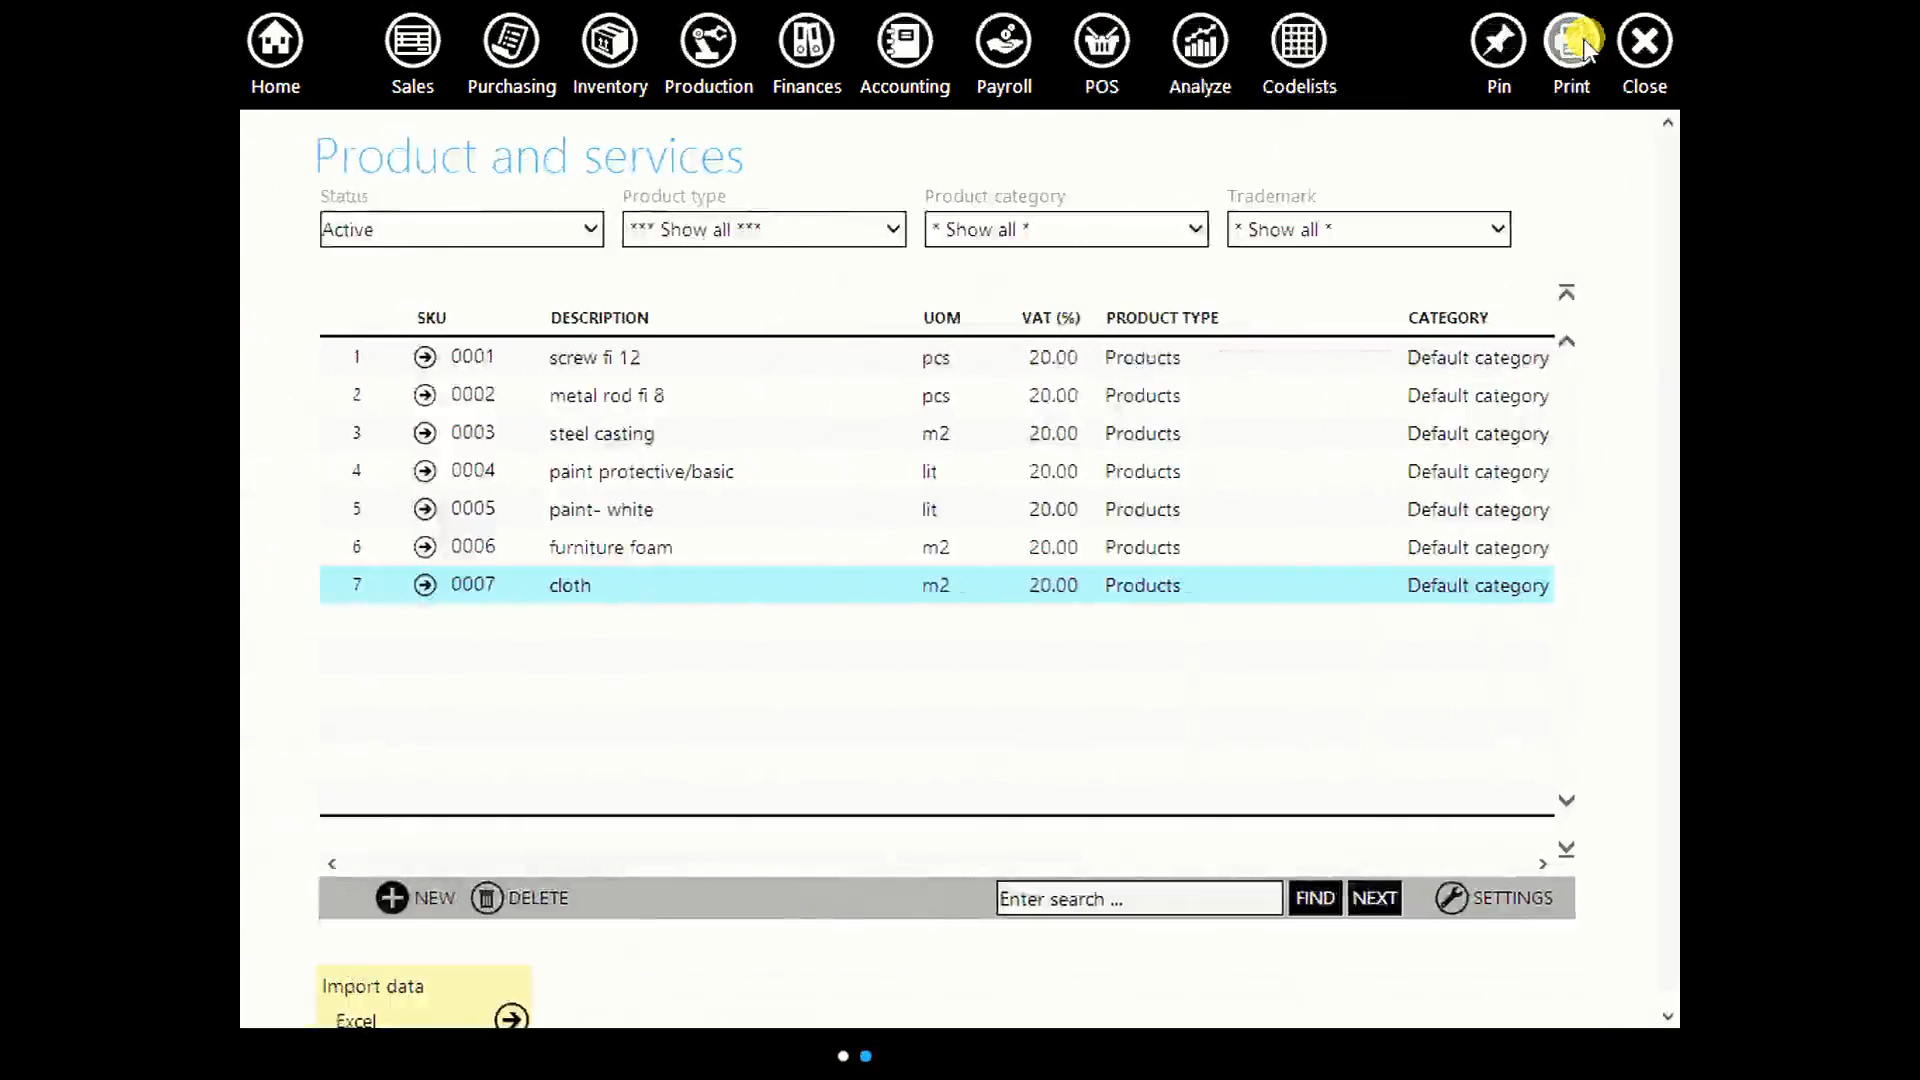 Home Sales Purchasing Inventory Production Finances Accounting Payroll POS Analyze Codelists Pin Print Close
Product and services
Status Product type Product category Trademark
Active *** Show all *** * Show all * * Show all *
SKU DESCRIPTION UOM VAT (%) PRODUCT TYPE CATEGORY
1 0001 screw fi 12 pcs 20.00 Products Default category
2 0002 metal rod fi 8 pcs 20.00 Products Default category
3 0003 steel casting m2 20.00 Products Default category
4 0004 paint protective/basic lit 20.00 Products Default category
5 0005 paint- white lit 20.00 Products Default category
6 0006 furniture foam m2 20.00 Products Default category
7 0007 cloth m2 20.00 Products Default category
NEW DELETE Enter search ... FIND NEXT SETTINGS
Import data
Excel